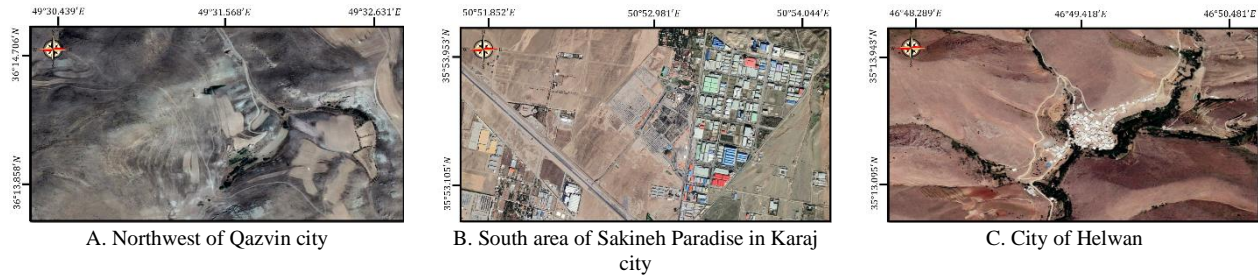 49°30.439′E 49°31.568′E 49°32.631′E
36°14.706′N
36°13.858′N
A. Northwest of Qazvin city
50°51.852′E 50°52.981′E 50°54.044′E
35°53.953′N
35°53.105′N
B. South area of Sakineh Paradise in Karaj
city
46°48.289′E 46°49.418′E 46°50.481′E
35°13.943′N
35°13.095′N
C. City of Helwan